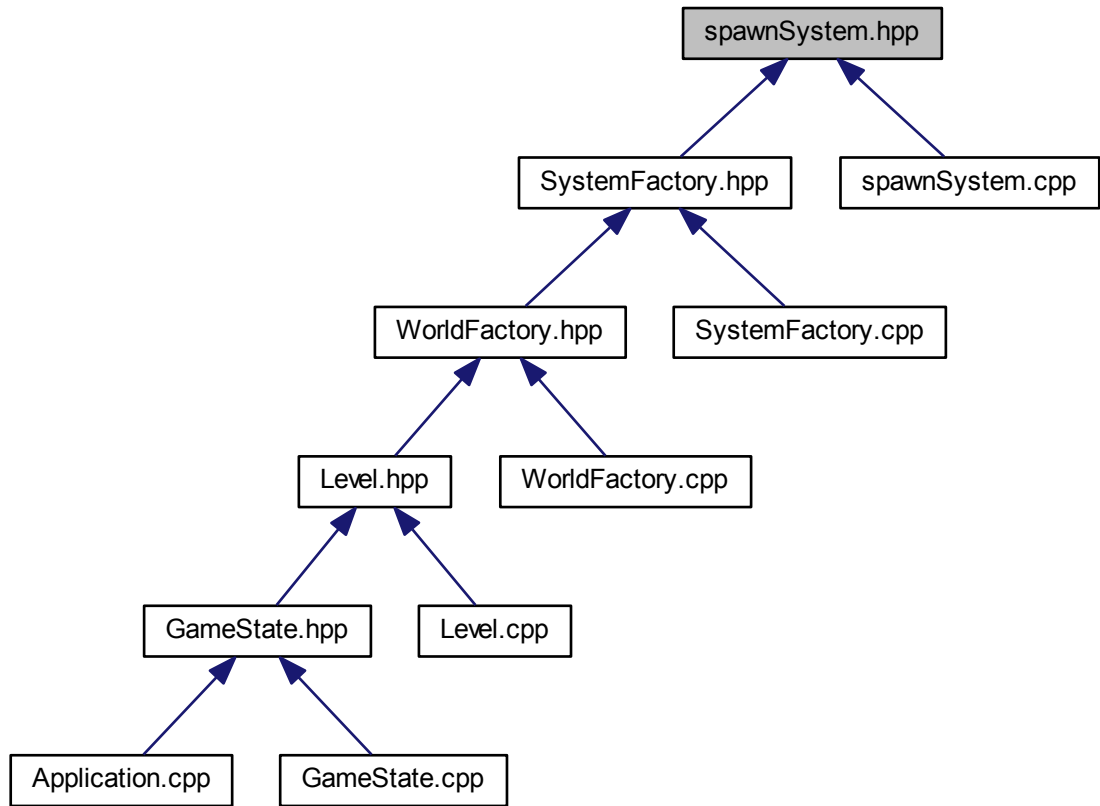 spawnSystem.hpp
SystemFactory.hpp
spawnSystem.cpp
WorldFactory.hpp
SystemFactory.cpp
Level.hpp
WorldFactory.cpp
GameState.hpp
Level.cpp
Application.cpp
GameState.cpp